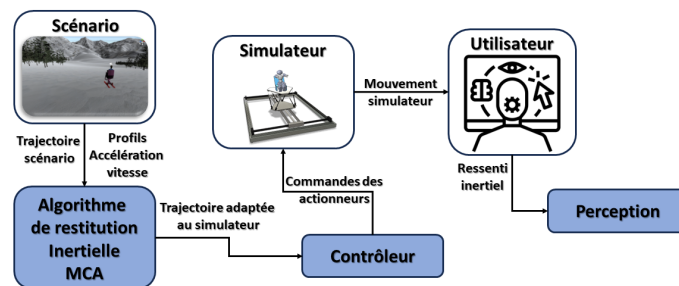 Scénario
Trajectoire
scénario
Profils
Accélération
vitesse
Algorithme
de restitution
Inertielle
MCA
Trajectoire adaptée
au simulateur
Contrôleur
Commandes des
actionneurs
Simulateur
Mouvement
simulateur
Utilisateur
Ressenti
inertiel
Perception